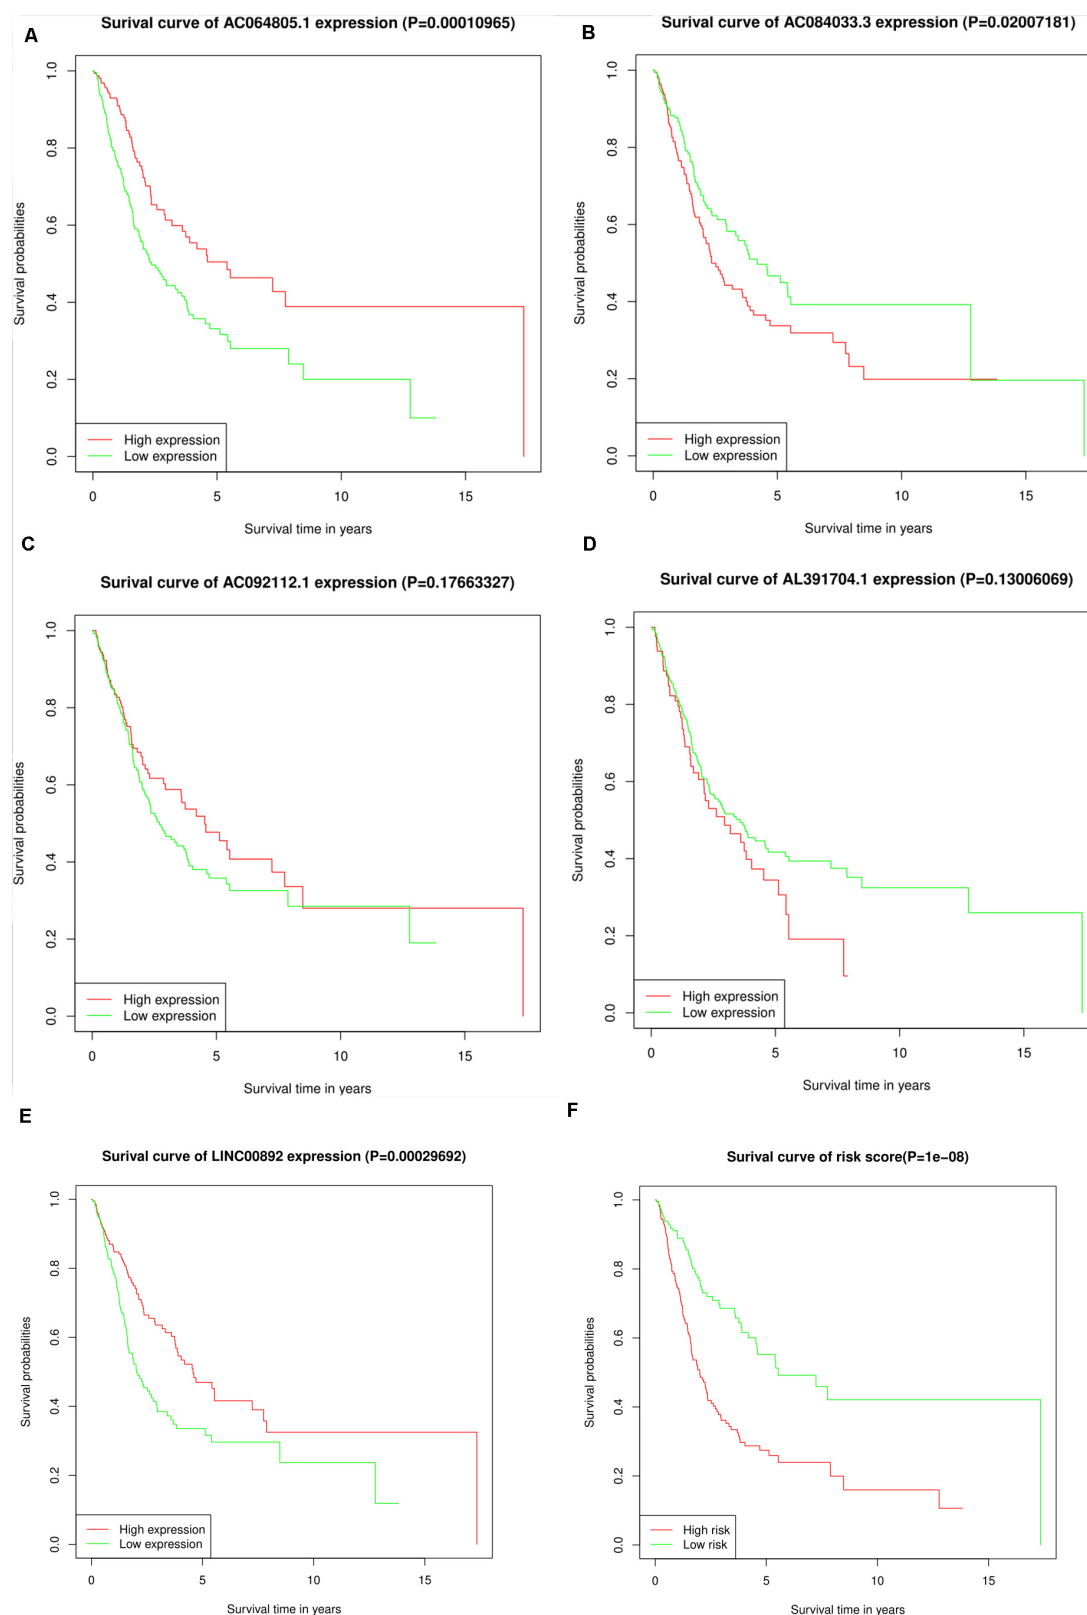 A
Surival curve of AC064805.1 expression (P=0.00010965)
Survival probabilities
1.0
0.8
0.6
0.4
0.2
0.0
High expression
Low expression
0 5 10 15
Survival time in years
B
Surival curve of AC084033.3 expression (P=0.02007181)
Survival probabilities
1.0
0.8
0.6
0.4
0.2
0.0
High expression
Low expression
0 5 10 15
Survival time in years
C
Surival curve of AC092112.1 expression (P=0.17663327)
Survival probabilities
1.0
0.8
0.6
0.4
0.2
0.0
High expression
Low expression
0 5 10 15
Survival time in years
D
Surival curve of AL391704.1 expression (P=0.13006069)
Survival probabilities
1.0
0.8
0.6
0.4
0.2
0.0
High expression
Low expression
0 5 10 15
Survival time in years
E
Surival curve of LINC00892 expression (P=0.00029692)
Survival probabilities
1.0
0.8
0.6
0.4
0.2
0.0
High expression
Low expression
0 5 10 15
Survival time in years
F
Surival curve of risk score(P=1e−08)
Survival probabilities
1.0
0.8
0.6
0.4
0.2
0.0
High risk
Low risk
0 5 10 15
Survival time in years